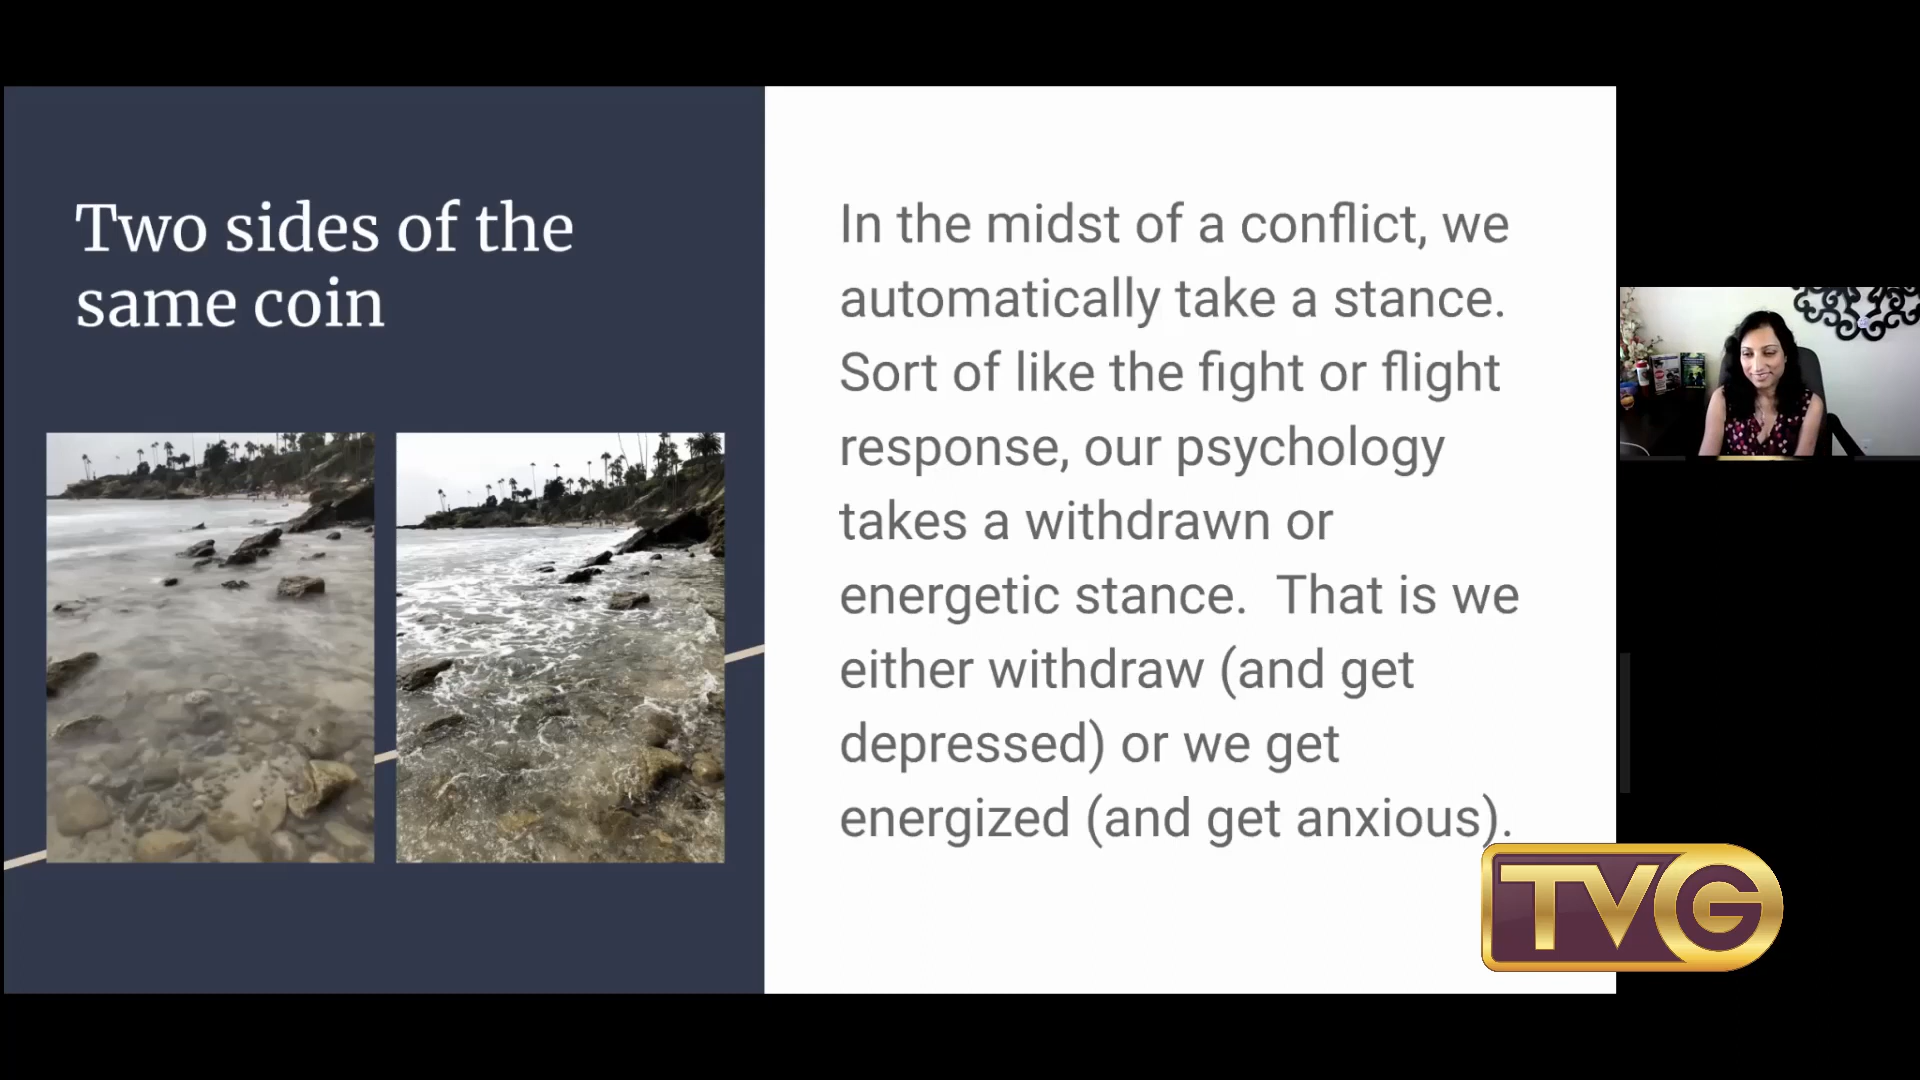 Two sides of the
same coin
In the midst of a conflict, we
automatically take a stance.
Sort of like the fight or flight
response, our psychology
takes a withdrawn or
energetic stance.  That is we
either withdraw (and get
depressed) or we get
energized (and get anxious).
TVG